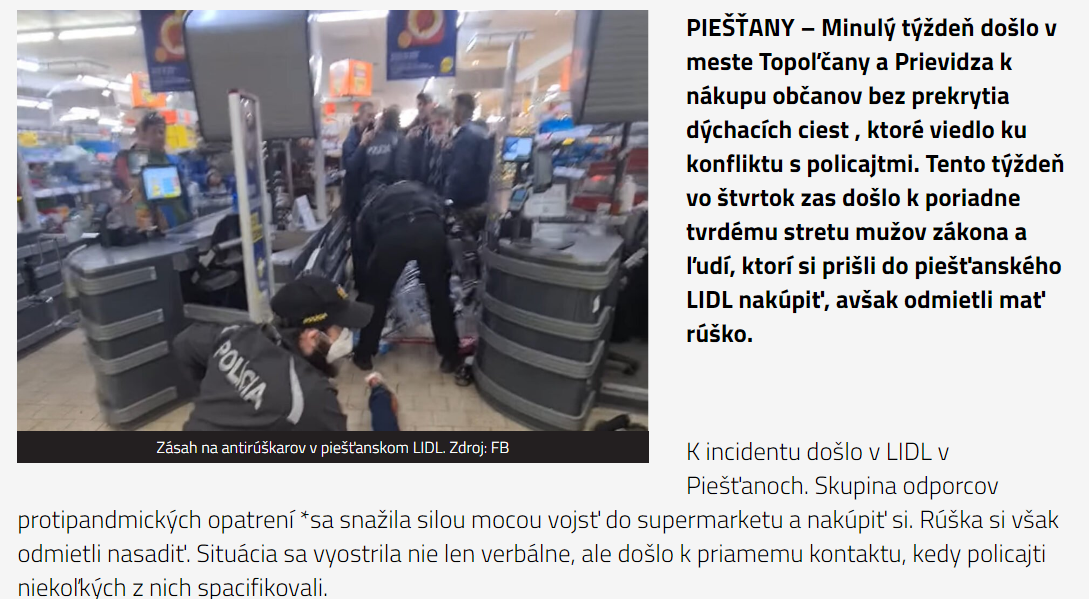 PIEŠŤANY – Minulý týždeň došlo v
meste Topoľčany a Prievidza k
nákupu občanov bez prekrytia
dýchacích ciest , ktoré viedlo ku
konfliktu s policajtmi. Tento týždeň
vo štvrtok zas došlo k poriadne
tvrdému stretu mužov zákona a
ľudí, ktorí si prišli do piešťanského
LIDL nakúpiť, avšak odmietli mať
rúško.
POLÍCIA
POLÍCIA
Zásah na antirúškarov v piešťanskom LIDL. Zdroj: FB
K incidentu došlo v LIDL v
Piešťanoch. Skupina odporcov
protipandmických opatrení *sa snažila silou mocou vojsť do supermarketu a nakúpiť si. Rúška si však
odmietli nasadiť. Situácia sa vyostrila nie len verbálne, ale došlo k priamemu kontaktu, kedy policajti
niekoľkých z nich spacifikovali.